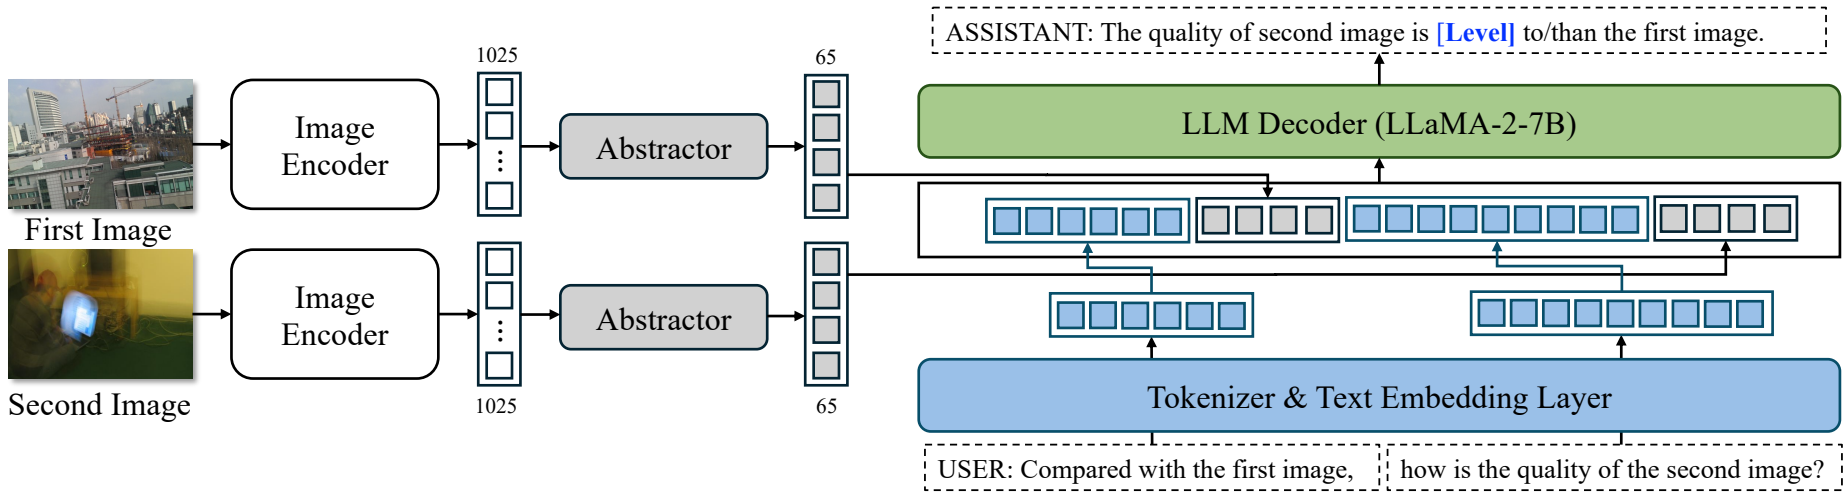 ASSISTANT: The quality of second image is [Level] to/than the first image.
1025
65
Image
Encoder
Abstractor
LLM Decoder (LLaMA-2-7B)
First Image
Image
Encoder
Abstractor
Second Image
1025
65
Tokenizer & Text Embedding Layer
USER: Compared with the first image,
how is the quality of the second image?